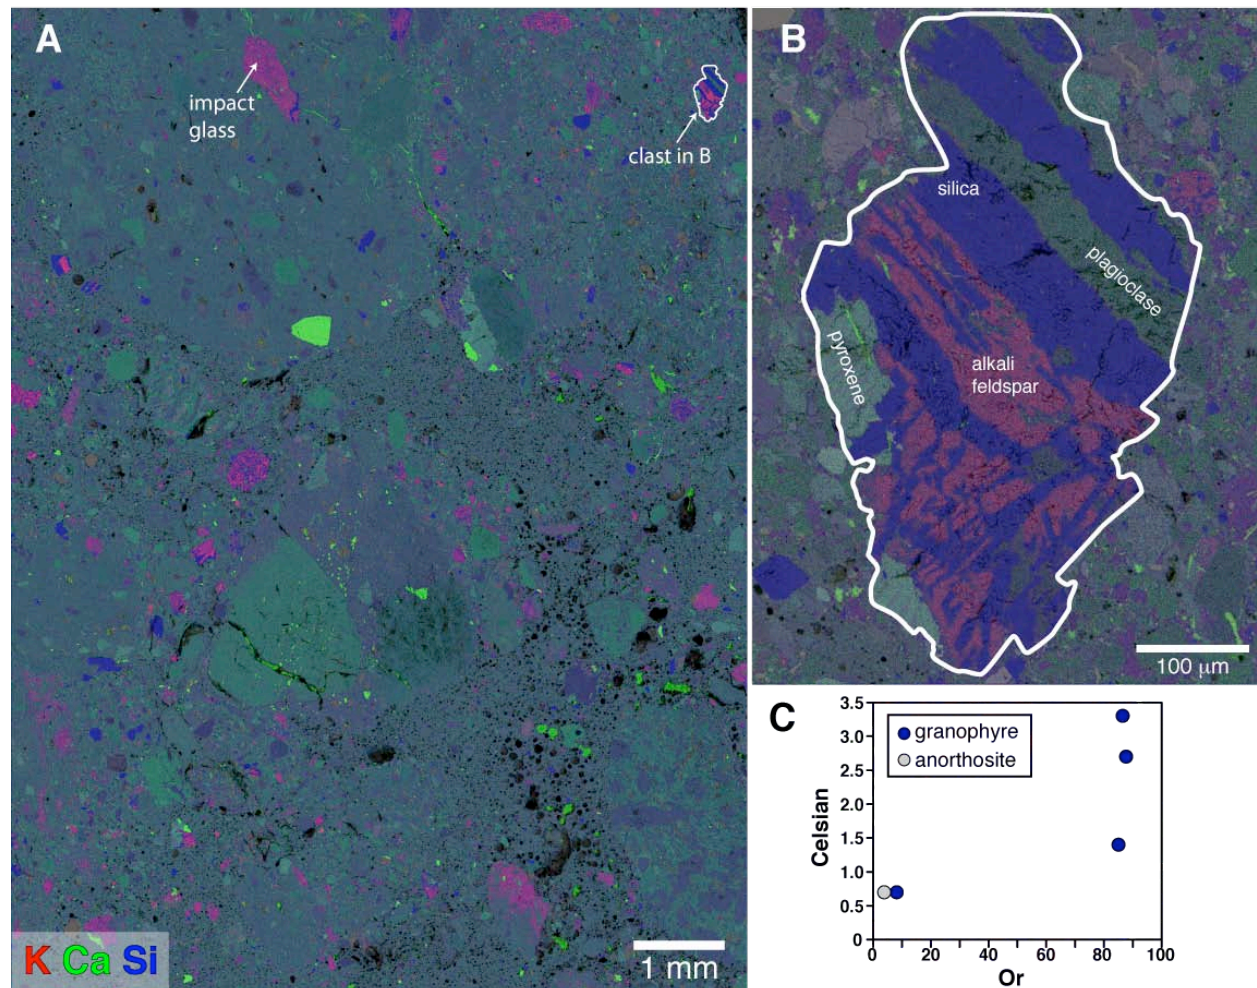 A
impact
glass
clast in B
K Ca Si
1 mm
B
silica
plagioclase
pyroxene
alkali
feldspar
100 µm
C
3.5
3.0
2.5
2.0
1.5
1.0
0.5
0
Celsian
granophyre
anorthosite
0 20 40 60 80 100
Or